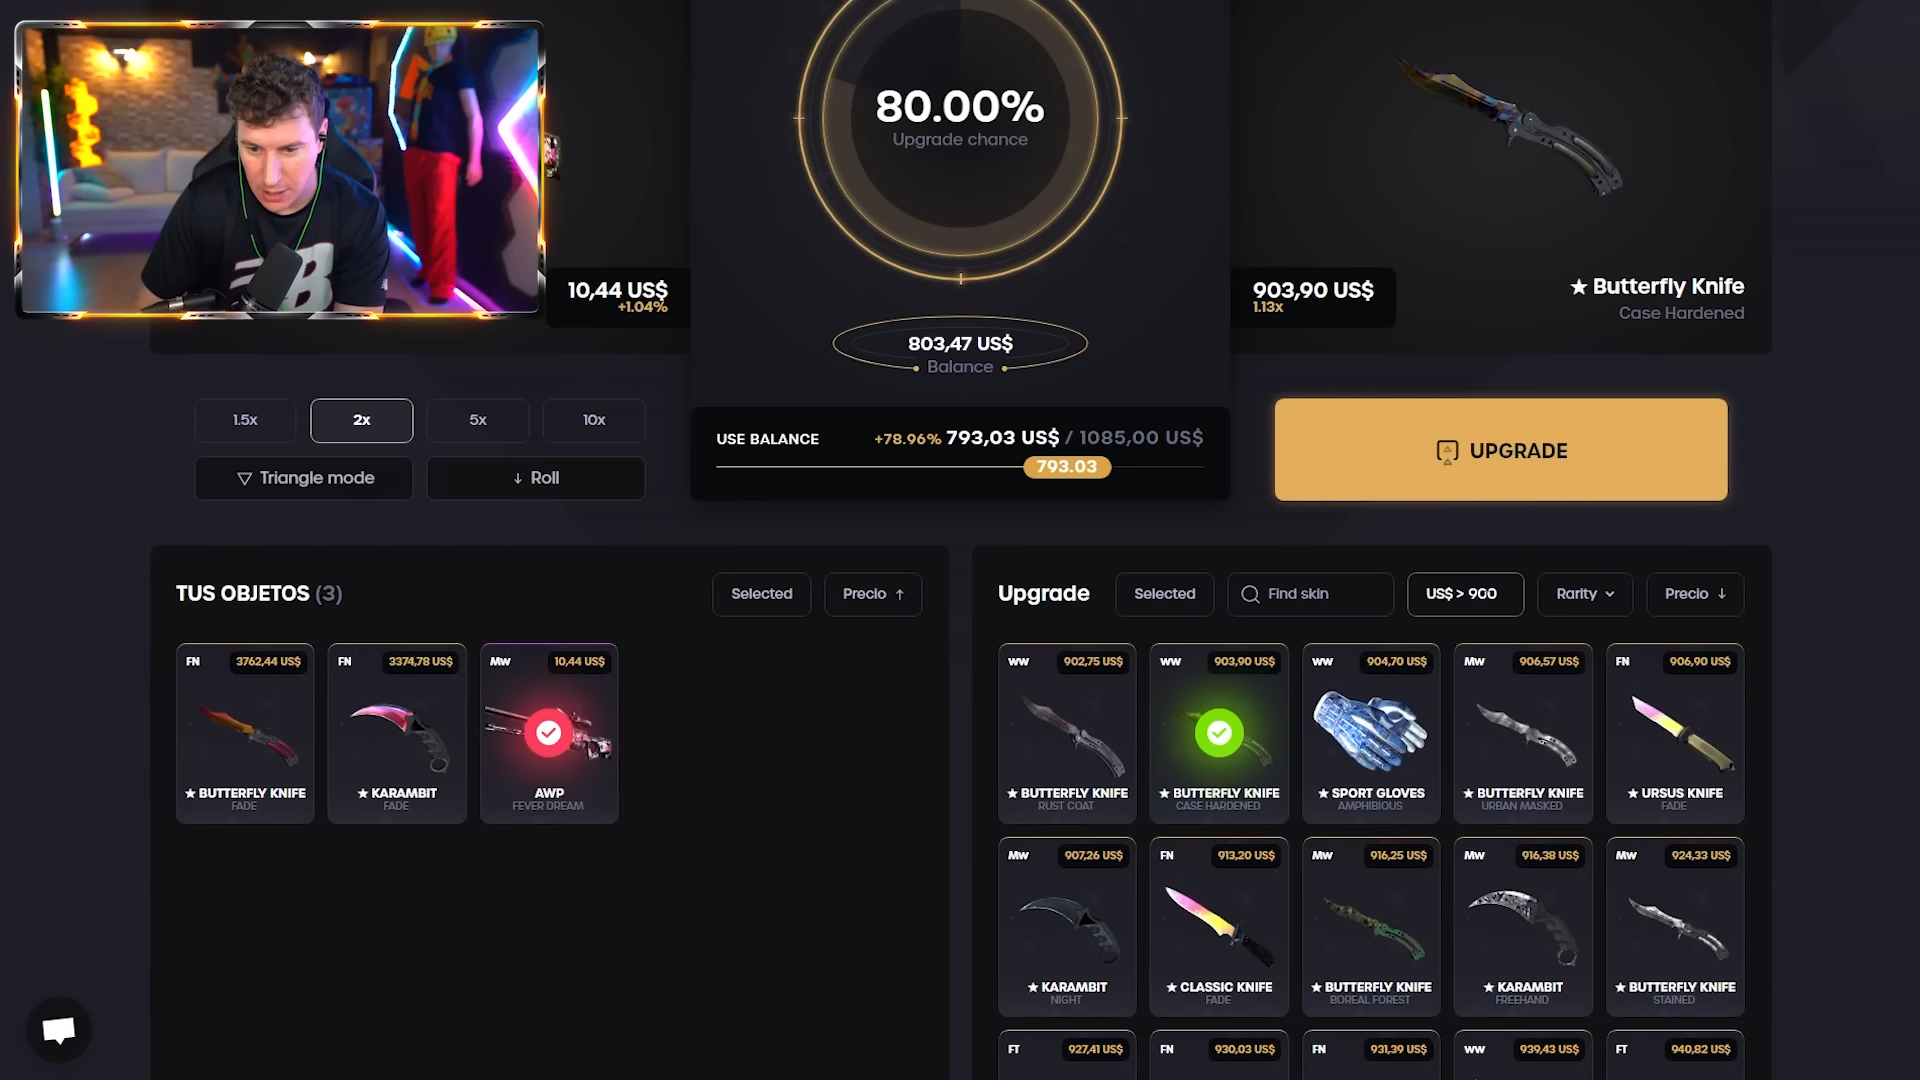 80.00%
Upgrade chance
10,44 US$
+1.04%
903,90 US$
1.13x
★ Butterfly Knife
Case Hardened
803,47 US$
Balance
1.5x
2x
5x
10x
Triangle mode
Roll
USE BALANCE
+78.96% 793,03 US$ / 1085,00 US$
793.03
UPGRADE
TUS OBJETOS (3)
Selected
Precio ↑
FN 3762,44 US$
★ BUTTERFLY KNIFE
FADE
FN 3374,78 US$
★ KARAMBIT
FADE
MW 10,44 US$
AWP
FEVER DREAM
Upgrade
Selected
Find skin
US$ > 900
Rarity
Precio ↓
WW 902,75 US$
★ BUTTERFLY KNIFE
RUST COAT
WW 903,90 US$
★ BUTTERFLY KNIFE
CASE HARDENED
WW 904,70 US$
★ SPORT GLOVES
AMPHIBIOUS
MW 906,57 US$
★ BUTTERFLY KNIFE
URBAN MASKED
FN 906,90 US$
★ URSUS KNIFE
FADE
MW 907,26 US$
★ KARAMBIT
NIGHT
FN 913,20 US$
★ CLASSIC KNIFE
FADE
MW 916,25 US$
★ BUTTERFLY KNIFE
BOREAL FOREST
MW 916,38 US$
★ KARAMBIT
FREEHAND
MW 924,33 US$
★ BUTTERFLY KNIFE
STAINED
FT 927,41 US$
FN 930,03 US$
FN 931,39 US$
WW 939,43 US$
FT 940,82 US$